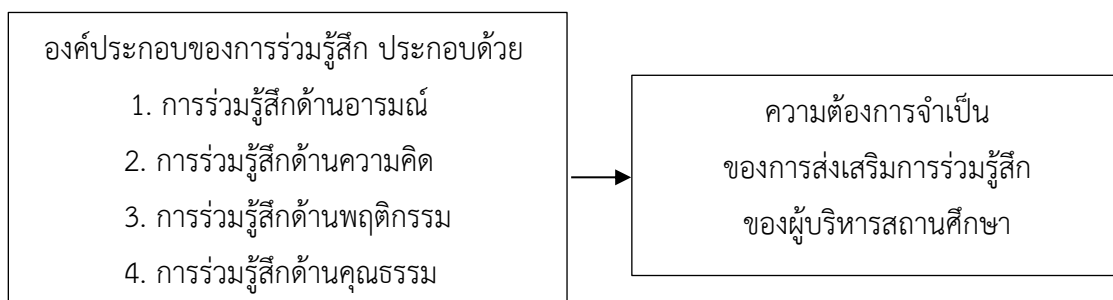 องค์ประกอบของการร่วมรู้สึก ประกอบด้วย
1. การร่วมรู้สึกด้านอารมณ์
2. การร่วมรู้สึกด้านความคิด
3. การร่วมรู้สึกด้านพฤติกรรม
4. การร่วมรู้สึกด้านคุณธรรม
ความต้องการจำเป็น
ของการส่งเสริมการร่วมรู้สึก
ของผู้บริหารสถานศึกษา